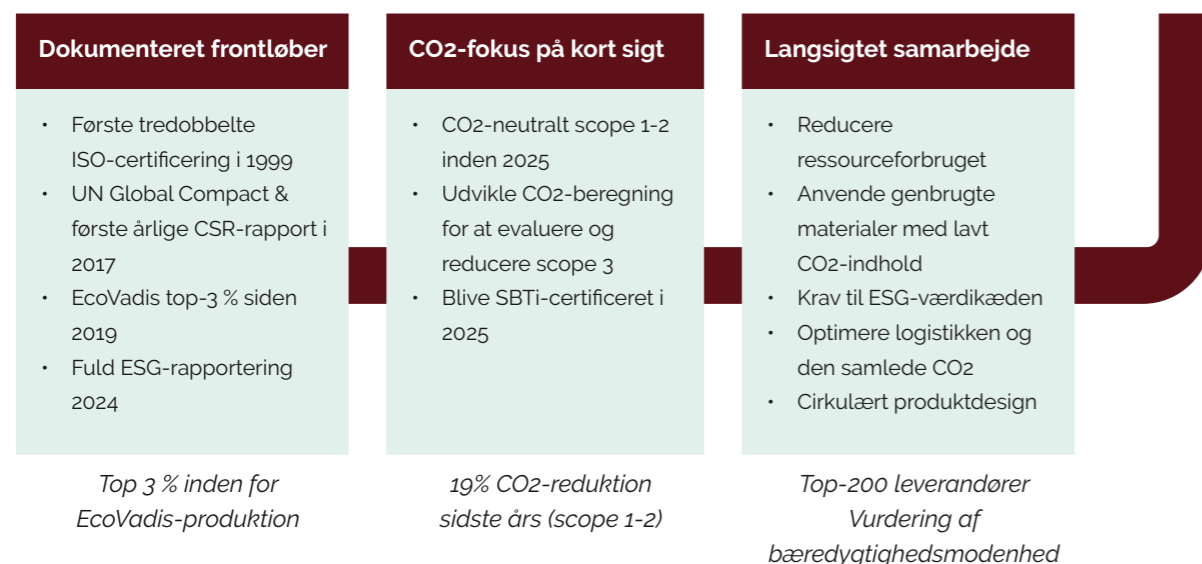 Dokumenteret frontløber
• Første tredobbelte
ISO-certificering i 1999
• UN Global Compact &
første årlige CSR-rapport i
2017
• EcoVadis top-3 % siden
2019
• Fuld ESG-rapportering
2024
Top 3 % inden for
EcoVadis-produktion
CO2-fokus på kort sigt
• CO2-neutralt scope 1-2
inden 2025
• Udvikle CO2-beregning
for at evaluere og
reducere scope 3
• Blive SBTi-certificeret i
2025
19% CO2-reduktion
sidste års (scope 1-2)
Langsigtet samarbejde
• Reducere
ressourceforbruget
• Anvende genbrugte
materialer med lavt
CO2-indhold
• Krav til ESG-værdikæden
• Optimere logistikken og
den samlede CO2
• Cirkulært produktdesign
Top-200 leverandører
Vurdering af
bæredygtighedsmodenhed